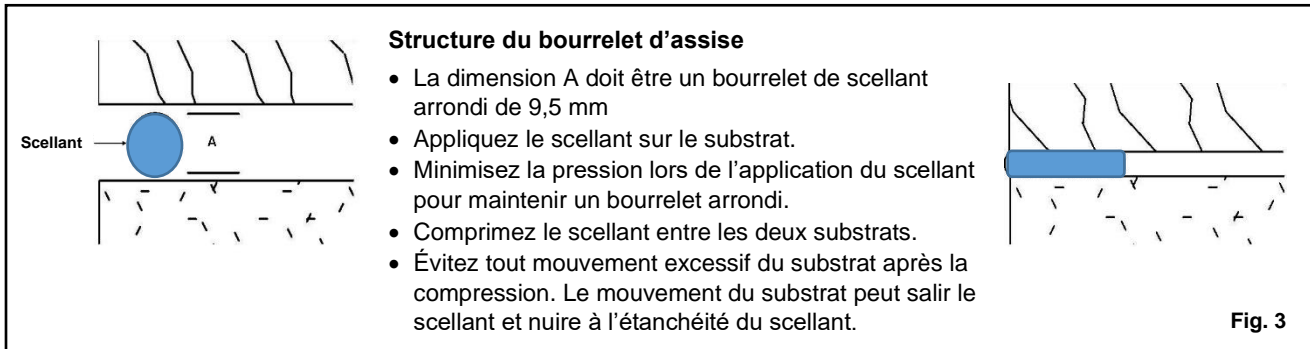 Structure du bourrelet d’assise
• La dimension A doit être un bourrelet de scellant
arrondi de 9,5 mm
• Appliquez le scellant sur le substrat.
• Minimisez la pression lors de l’application du scellant
pour maintenir un bourrelet arrondi.
• Comprimez le scellant entre les deux substrats.
• Évitez tout mouvement excessif du substrat après la
compression. Le mouvement du substrat peut salir le
scellant et nuire à l’étanchéité du scellant.
Scellant
A
Fig. 3